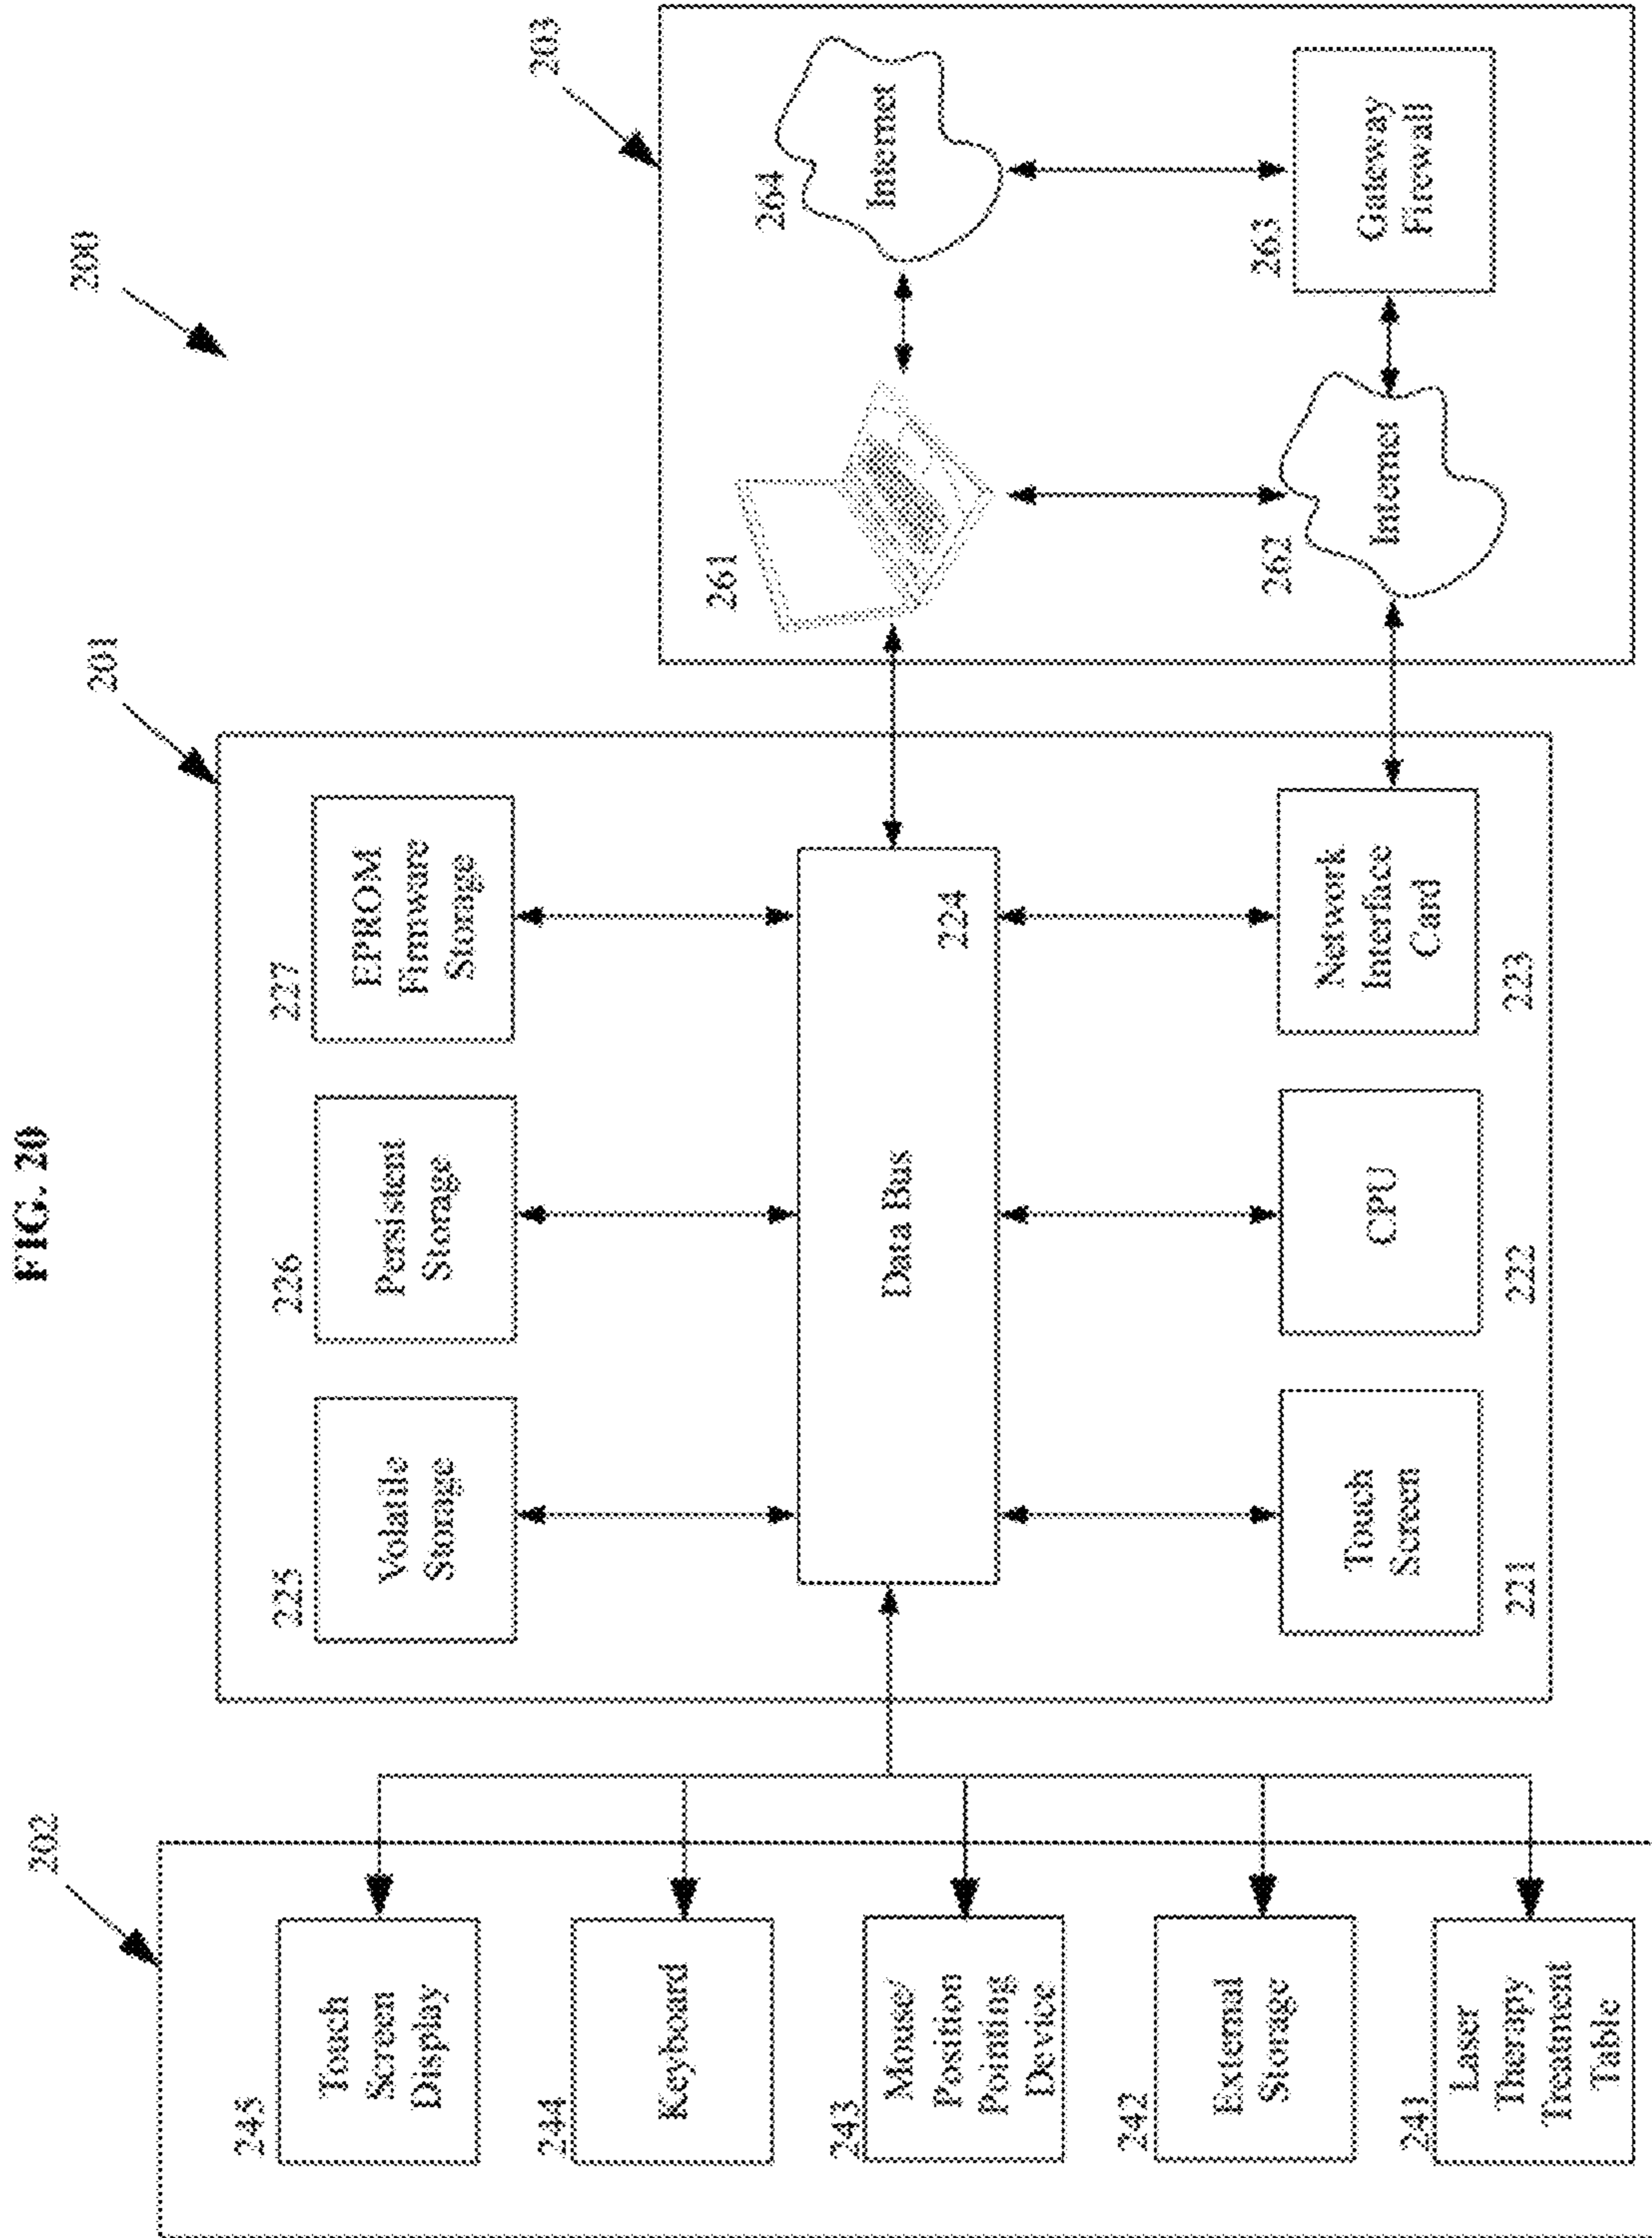 FIG. 20
200
202
201
203
245
Touch
Screen
Display
244
Keyboard
243
Mouse/
Position
Pointing
Device
242
External
Storage
241
Laser
Therapy
Treatment
Table
225
Volatile
Storage
226
Persistent
Storage
227
EPROM
Firmware
Storage
Data Bus
224
Touch
Screen
221
CPU
222
Network
Interface
Card
223
261
264
Internet
262
Internet
263
Gateway
Firewall